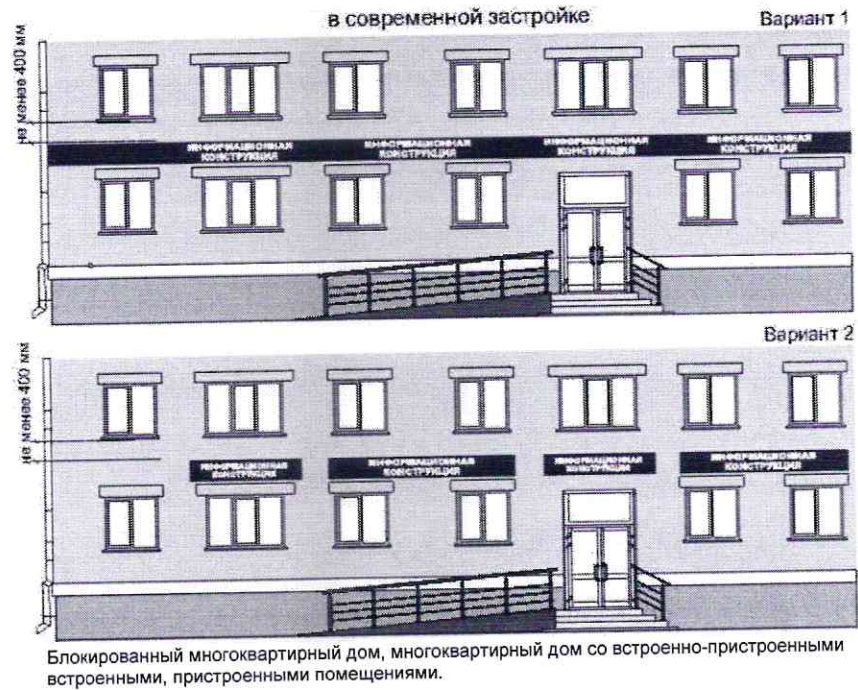 в современной застройке
Вариант 1
не менее 400 мм
ИНФОРМАЦИОННАЯ
КОНСТРУКЦИЯ
ИНФОРМАЦИОННАЯ
КОНСТРУКЦИЯ
ИНФОРМАЦИОННАЯ
КОНСТРУКЦИЯ
ИНФОРМАЦИОННАЯ
КОНСТРУКЦИЯ
Вариант 2
не менее 400 мм
ИНФОРМАЦИОННАЯ
КОНСТРУКЦИЯ
ИНФОРМАЦИОННАЯ
КОНСТРУКЦИЯ
ИНФОРМАЦИОННАЯ
КОНСТРУКЦИЯ
ИНФОРМАЦИОННАЯ
КОНСТРУКЦИЯ
Блокированный многоквартирный дом, многоквартирный дом со встроенно-пристроенными
встроенными, пристроенными помещениями.